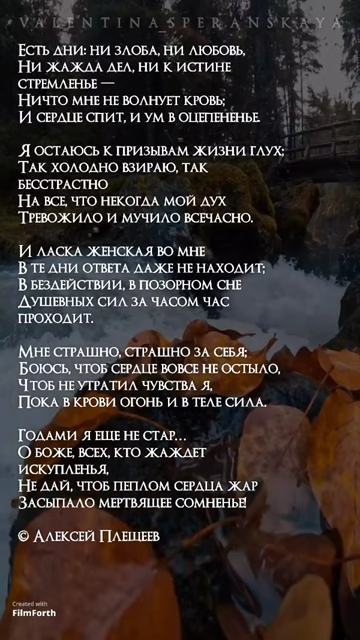 VALENTINA_SPERANSKAYA
Есть дни: ни злоба, ни любовь,
Ни жажда дел, ни к истине
стремленье —
Ничто мне не волнует кровь;
И сердце спит, и ум в оцепененье.
Я остаюсь к призывам жизни глух;
Так холодно взираю, так
бесстрастно
На все, что некогда мой дух
Тревожило и мучило всечасно.
И ласка женская во мне
В те дни ответа даже не находит;
В бездействии, в позорном сне
Душевных сил за часом час
проходит.
Мне страшно, страшно за себя;
Боюсь, чтоб сердце вовсе не остыло,
Чтоб не утратил чувства я,
Пока в крови огонь и в теле сила.
Годами я еще не стар...
О боже, всех, кто жаждет
искупленья,
Не дай, чтоб пеплом сердца жар
Засыпало мертвящее сомненье!
© Алексей Плещеев
Created with
FilmForth